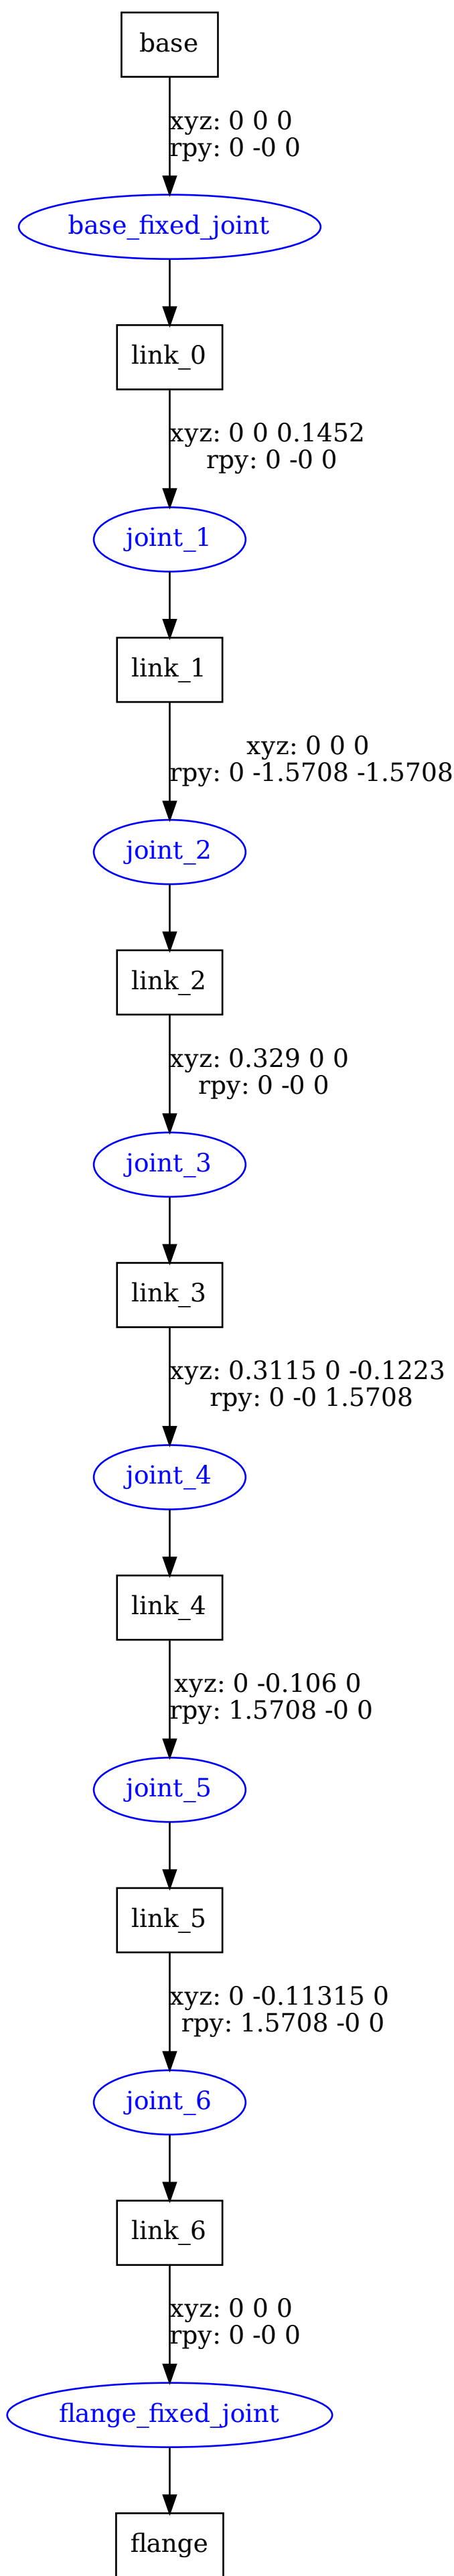 base
xyz: 0 0 0
rpy: 0 -0 0
base_fixed_joint
link_0
xyz: 0 0 0.1452
rpy: 0 -0 0
joint_1
link_1
xyz: 0 0 0
rpy: 0 -1.5708 -1.5708
joint_2
link_2
xyz: 0.329 0 0
rpy: 0 -0 0
joint_3
link_3
xyz: 0.3115 0 -0.1223
rpy: 0 -0 1.5708
joint_4
link_4
xyz: 0 -0.106 0
rpy: 1.5708 -0 0
joint_5
link_5
xyz: 0 -0.11315 0
rpy: 1.5708 -0 0
joint_6
link_6
xyz: 0 0 0
rpy: 0 -0 0
flange_fixed_joint
flange